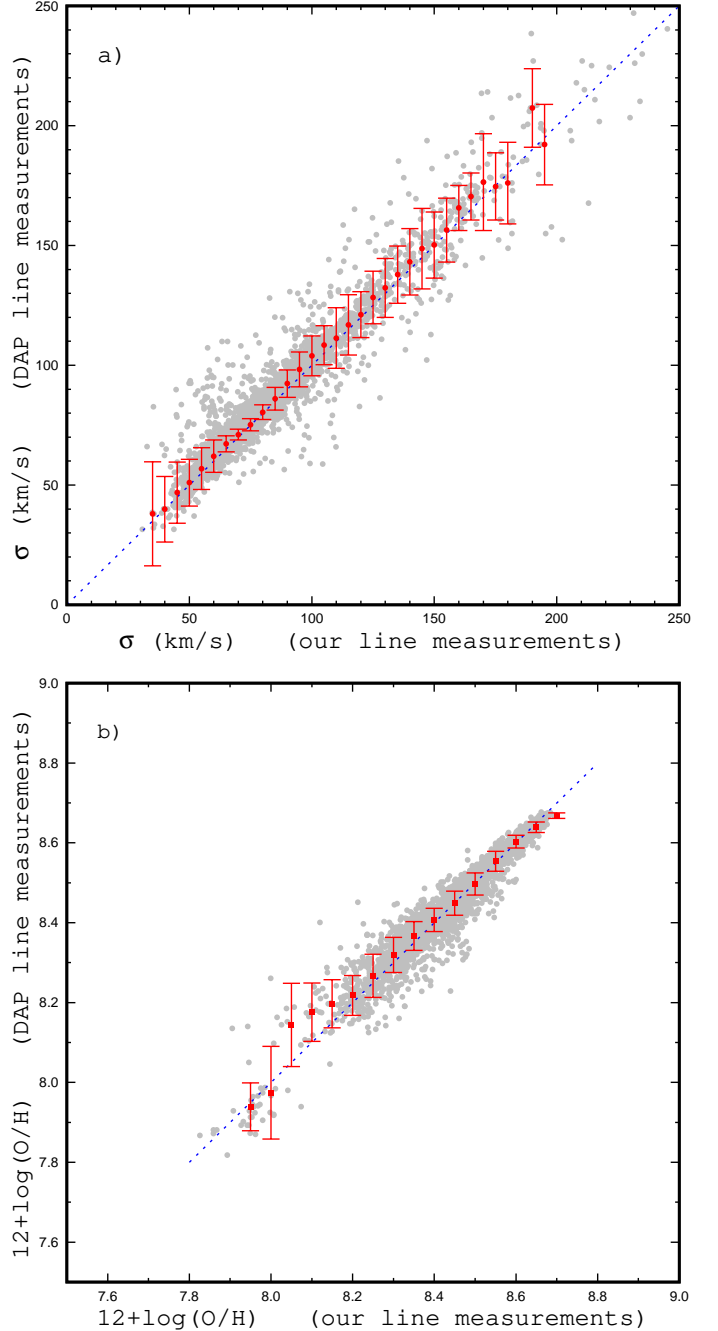 250
a)
200
150
100
50
0
σ (km/s) (DAP line measurements)
0 50 100 150 200 250
σ (km/s) (our line measurements)
9.0
b)
8.8
8.6
8.4
8.2
8.0
7.8
7.6
12+log(O/H) (DAP line measurements)
7.6 7.8 8.0 8.2 8.4 8.6 8.8 9.0
12+log(O/H) (our line measurements)